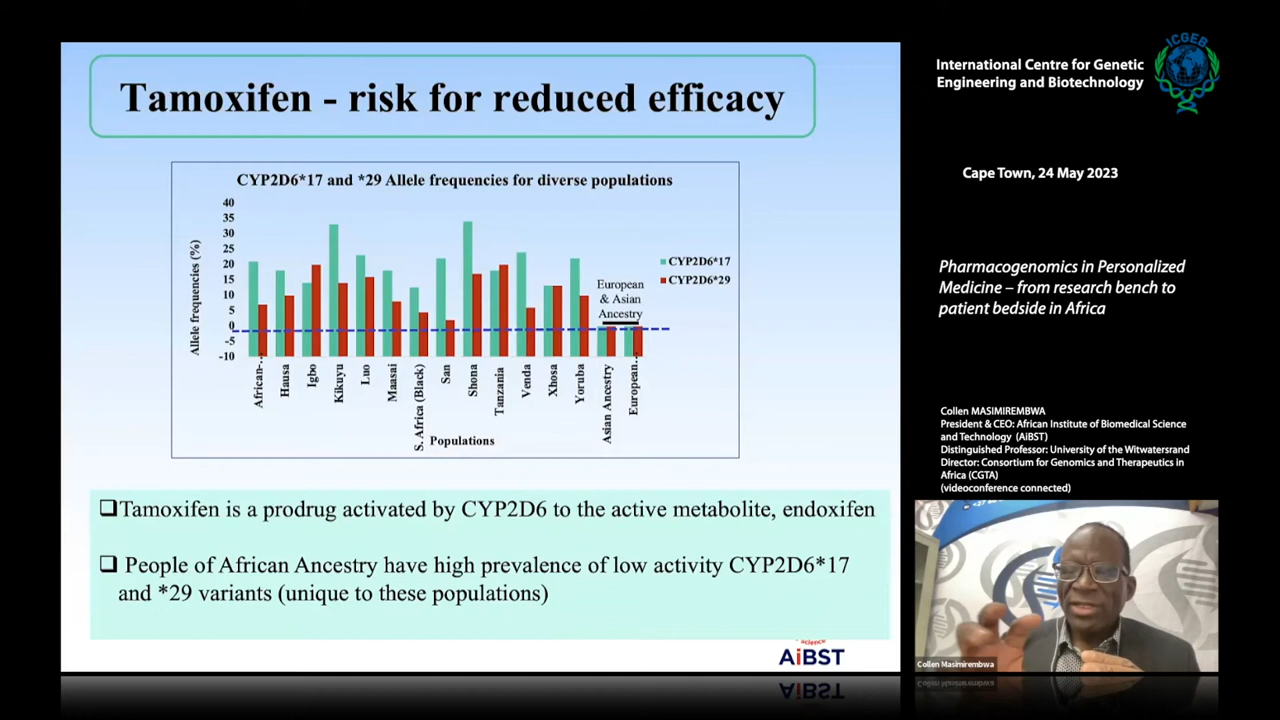 Tamoxifen - risk for reduced efficacy
CYP2D6*17 and *29 Allele frequencies for diverse populations
Allele frequencies (%)
40
35
30
25
20
15
10
5
0
-5
-10
CYP2D6*17
CYP2D6*29
European
& Asian
Ancestry
African-...
Hausa
Igbo
Kikuyu
Luo
Maasai
S. Africa (Black)
San
Shona
Tanzania
Venda
Xhosa
Yoruba
Asian Ancestry
European...
Populations
❑Tamoxifen is a prodrug activated by CYP2D6 to the active metabolite, endoxifen
❑ People of African Ancestry have high prevalence of low activity CYP2D6*17
and *29 variants (unique to these populations)
science
AiBST
International Centre for Genetic
Engineering and Biotechnology
ICGEB
Cape Town, 24 May 2023
Pharmacogenomics in Personalized
Medicine – from research bench to
patient bedside in Africa
Collen MASIMIREMBWA
President & CEO: African Institute of Biomedical Science
and Technology (AiBST)
Distinguished Professor: University of the Witwatersrand
Director: Consortium for Genomics and Therapeutics in
Africa (CGTA)
(videoconference connected)
Collen Masimirembwa